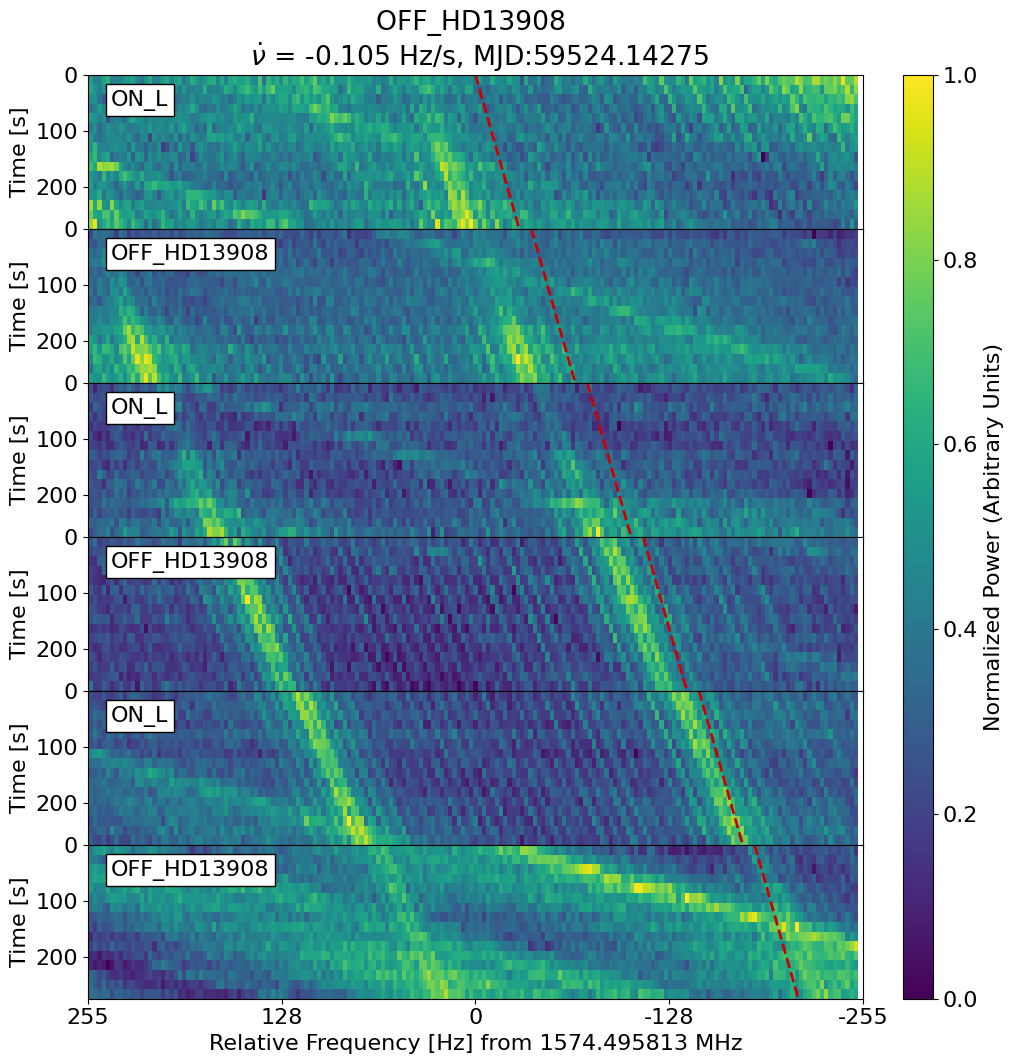 OFF_HD13908
ν̇ = -0.105 Hz/s, MJD:59524.14275
ON_L
OFF_HD13908
ON_L
OFF_HD13908
ON_L
OFF_HD13908
Time [s]
Time [s]
Time [s]
Time [s]
Time [s]
Time [s]
0
100
200
0
100
200
0
100
200
0
100
200
0
100
200
0
100
200
255
128
0
-128
-255
Relative Frequency [Hz] from 1574.495813 MHz
1.0
0.8
0.6
0.4
0.2
0.0
Normalized Power (Arbitrary Units)